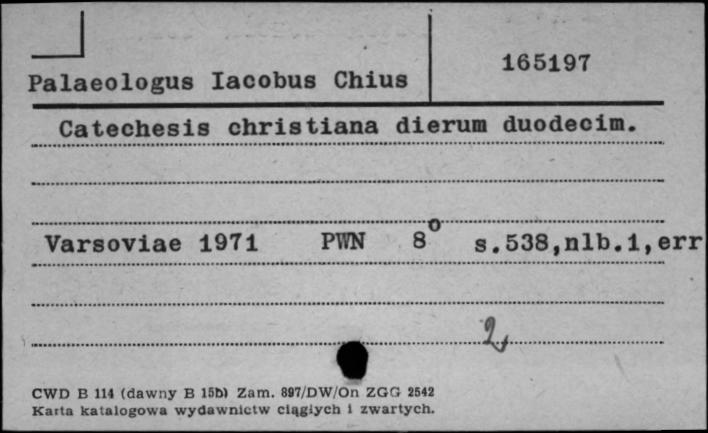 165197
Palaeologus Iacobus Chius
Catechesis christiana dierum duodecim.
Varsoviae 1971 PWN 8° s.538,nlb.1,err
2
CWD B 114 (dawny B 15b) Zam. 897/DW/On ZGG 2542
Karta katalogowa wydawnictw ciągłych i zwartych.